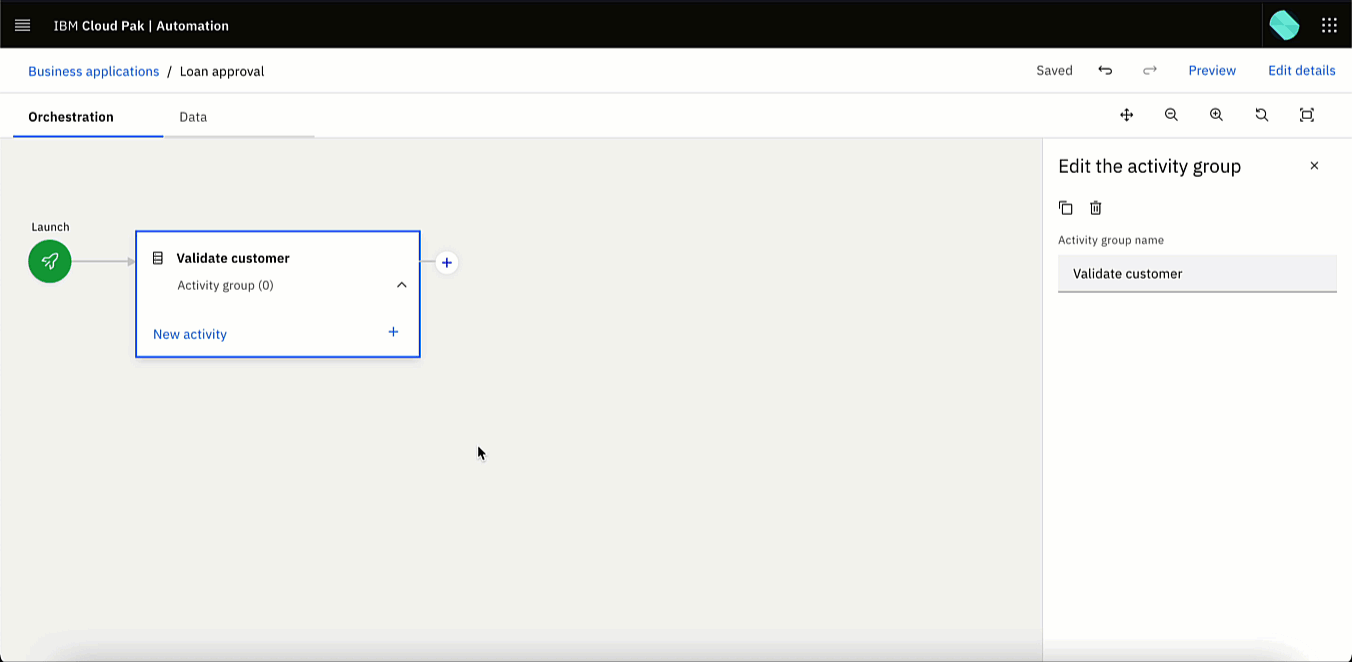 IBM Cloud Pak | Automation
Business applications / Loan approval
Saved
Preview
Edit details
Orchestration
Data
Edit the activity group
Activity group name
Validate customer
Launch
Validate customer
Activity group (0)
New activity